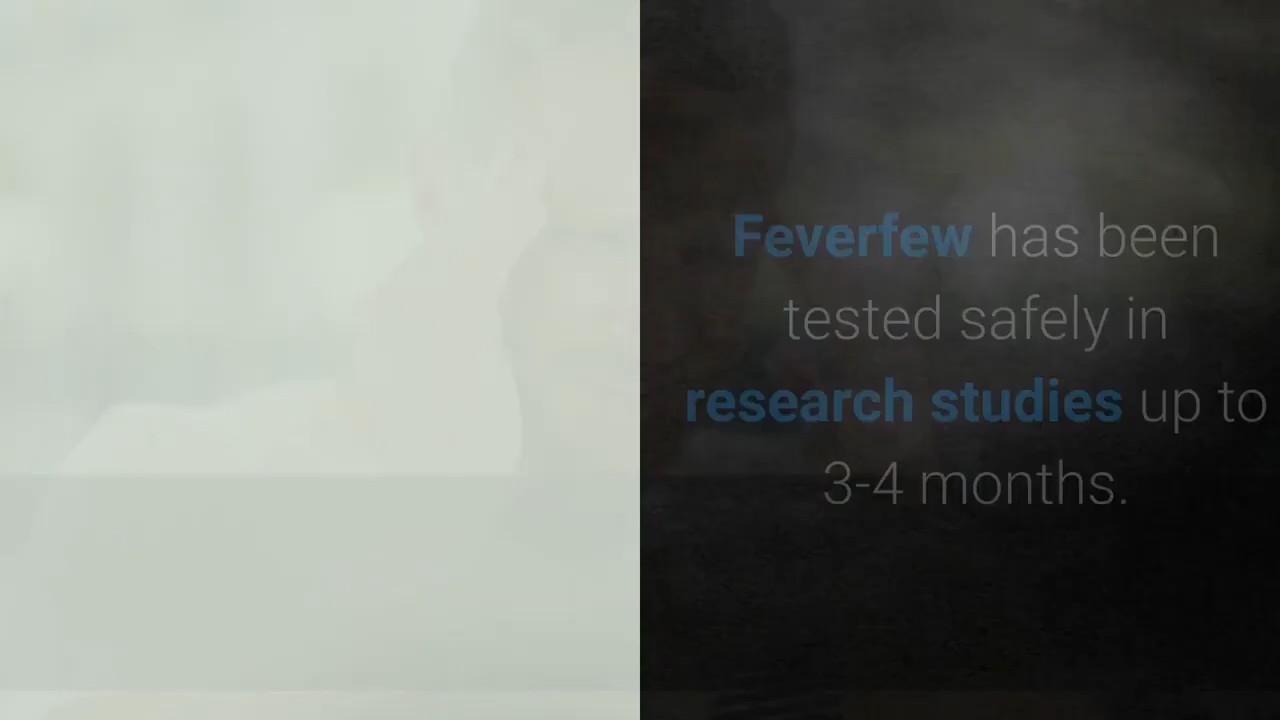 Feverfew has been
tested safely in
research studies up to
3-4 months.